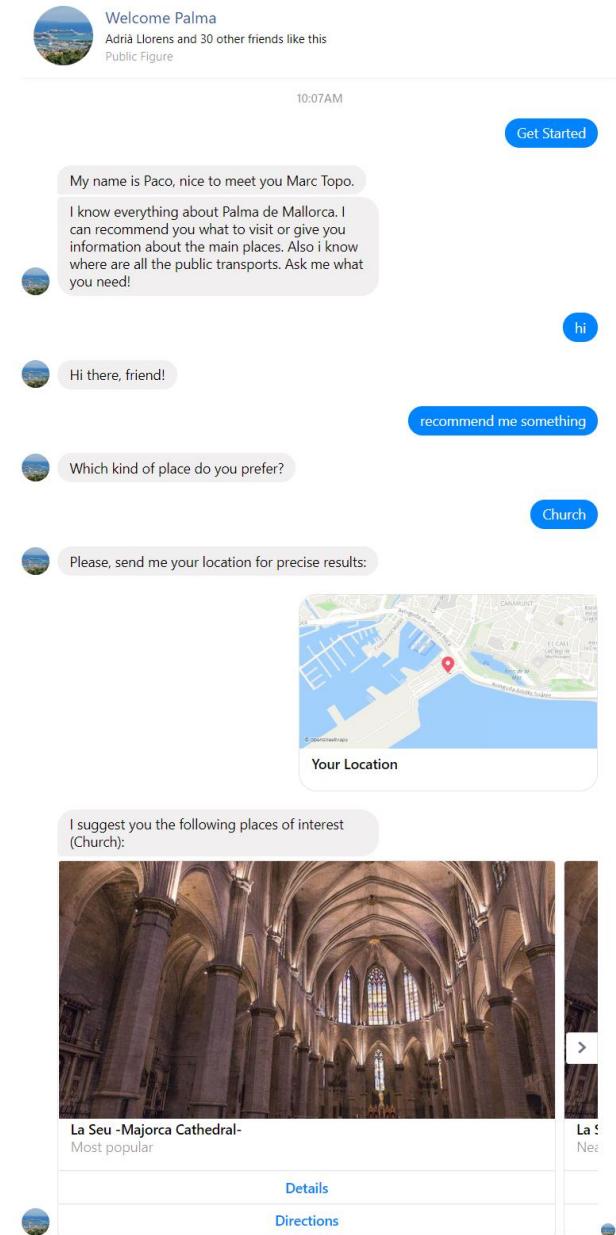 Welcome Palma
Adrià Llorens and 30 other friends like this
Public Figure
10:07AM
Get Started
My name is Paco, nice to meet you Marc Topo.
I know everything about Palma de Mallorca. I
can recommend you what to visit or give you
information about the main places. Also i know
where are all the public transports. Ask me what
you need!
hi
Hi there, friend!
recommend me something
Which kind of place do you prefer?
Church
Please, send me your location for precise results:
CANAMUNT
EL CALL
Your Location
I suggest you the following places of interest
(Church):
La Seu -Majorca Cathedral-
Most popular
La S
Nea
Details
Directions